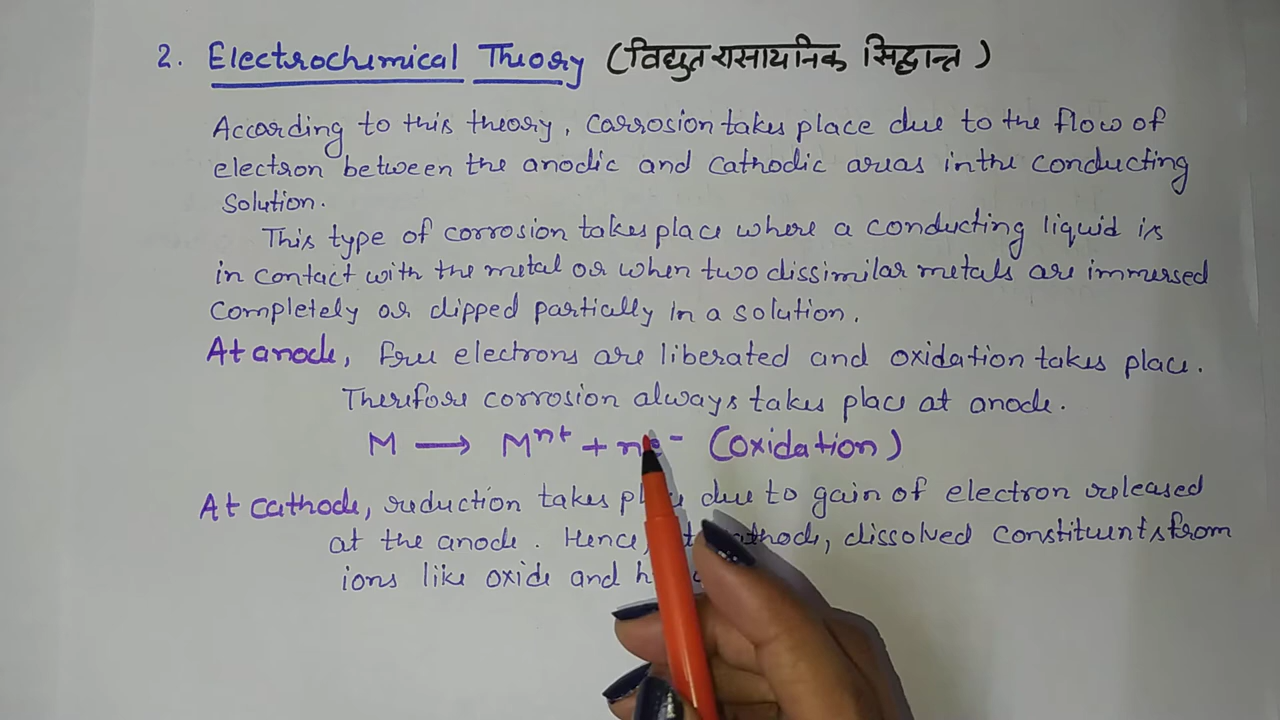 2. Electrochemical Theory (विद्युत रासायनिक सिद्धान्त)
According to this theory, corrosion takes place due to the flow of
electron between the anodic and cathodic areas in the conducting
solution.
This type of corrosion takes place where a conducting liquid is
in contact with the metal or when two dissimilar metals are immersed
completely or dipped partially in a solution.
At anode, free electrons are liberated and oxidation takes place.
Therefore corrosion always takes place at anode.
M → Mⁿ⁺ + ne⁻ (oxidation)
At cathode, reduction takes due to gain of electron released
at the anode. Hence, cathode, dissolved constituents from
ions like oxide and